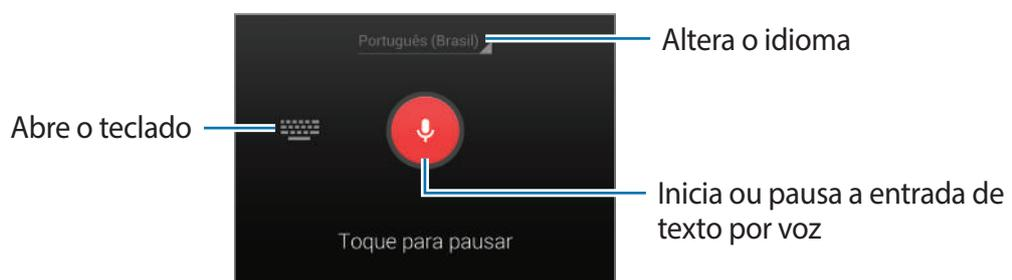 Português (Brasil)
Altera o idioma
Abre o teclado
Inicia ou pausa a entrada de
texto por voz
Toque para pausar